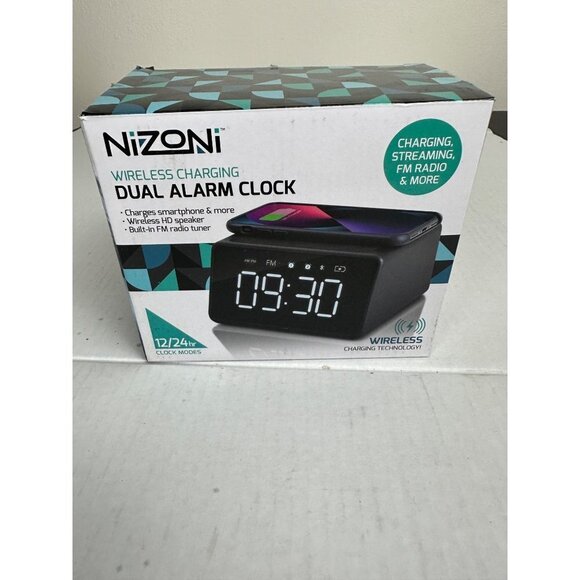 NiZONi™
WIRELESS CHARGING
DUAL ALARM CLOCK
• Charges smartphone & more
• Wireless HD speaker
• Built-in FM radio tuner
CHARGING,
STREAMING,
FM RADIO
& MORE
FM
09:30
12/24hr
CLOCK MODES
WIRELESS
CHARGING TECHNOLOGY!